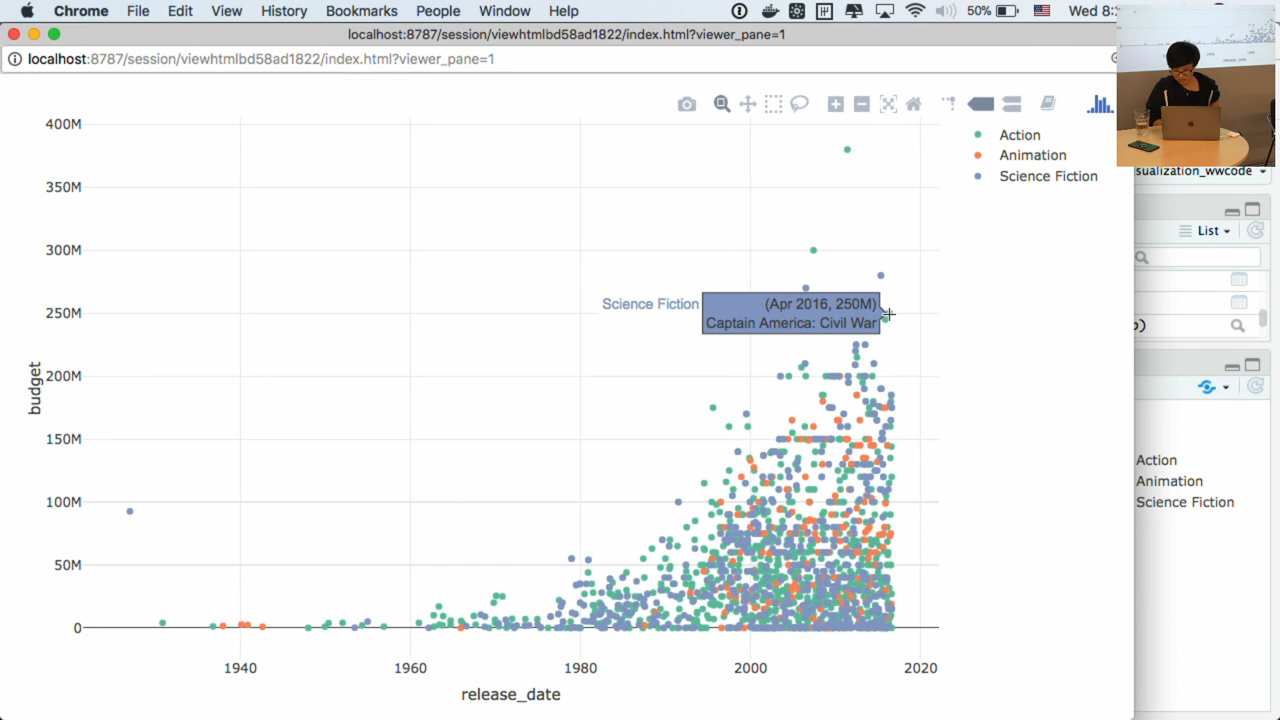 Chrome File Edit View History Bookmarks People Window Help 50% Wed 8:
localhost:8787/session/viewhtmlbd58ad1822/index.html?viewer_pane=1
localhost:8787/session/viewhtmlbd58ad1822/index.html?viewer_pane=1
400M
350M
300M
250M
200M
150M
100M
50M
0
budget
1940 1960 1980 2000 2020
release_date
Action
Animation
Science Fiction
Science Fiction
(Apr 2016, 250M)
Captain America: Civil War
sualization_wwcode
List
)
Action
Animation
Science Fiction